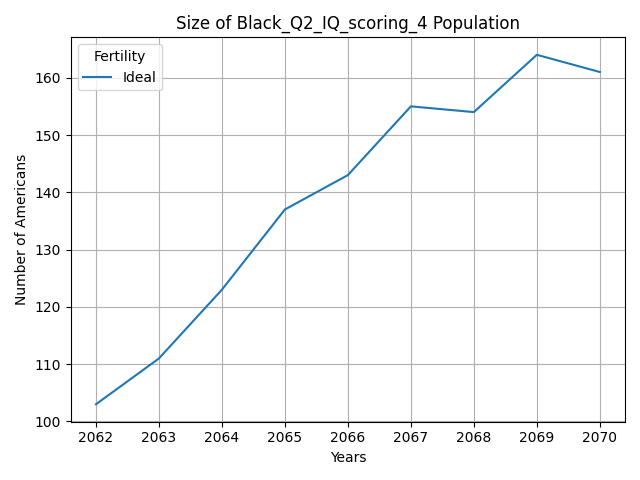 Size of Black_Q2_IQ_scoring_4 Population
Fertility
Ideal
Number of Americans
160
150
140
130
120
110
100
2062 2063 2064 2065 2066 2067 2068 2069 2070
Years